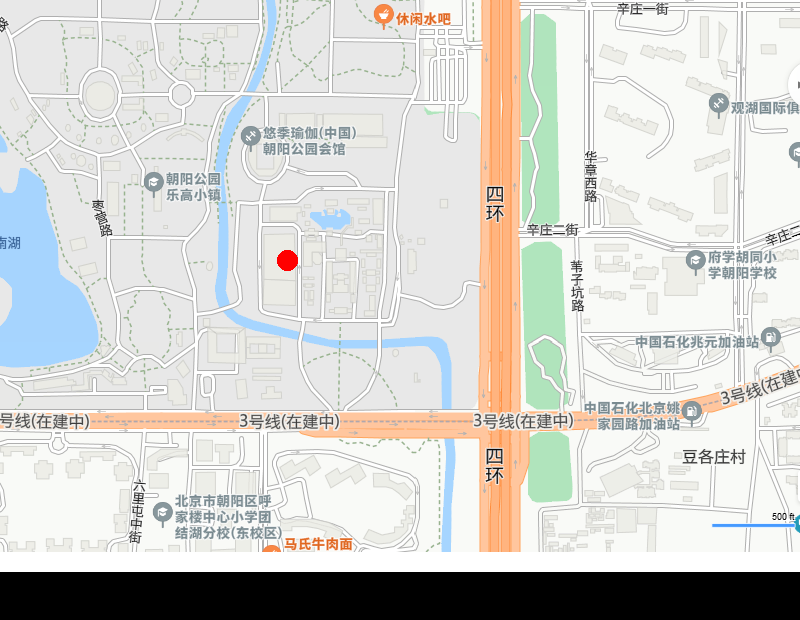 辛庄一街
休闲水吧
观湖国际俱
悠季瑜伽(中国)
朝阳公园会馆
朝阳公园
乐高小镇
华章西路
四环
枣营路
南湖
辛庄二街
辛庄二
府学胡同小
学朝阳学校
苇子坑路
中国石化兆元加油站
3号线(在建中
号线(在建中)
3号线(在建中)
3号线(在建中)
中国石化北京姚
家园路加油站
四环
豆各庄村
六里屯中街
北京市朝阳区呼
家楼中心小学团
结湖分校(东校区)
马氏牛肉面
500 ft